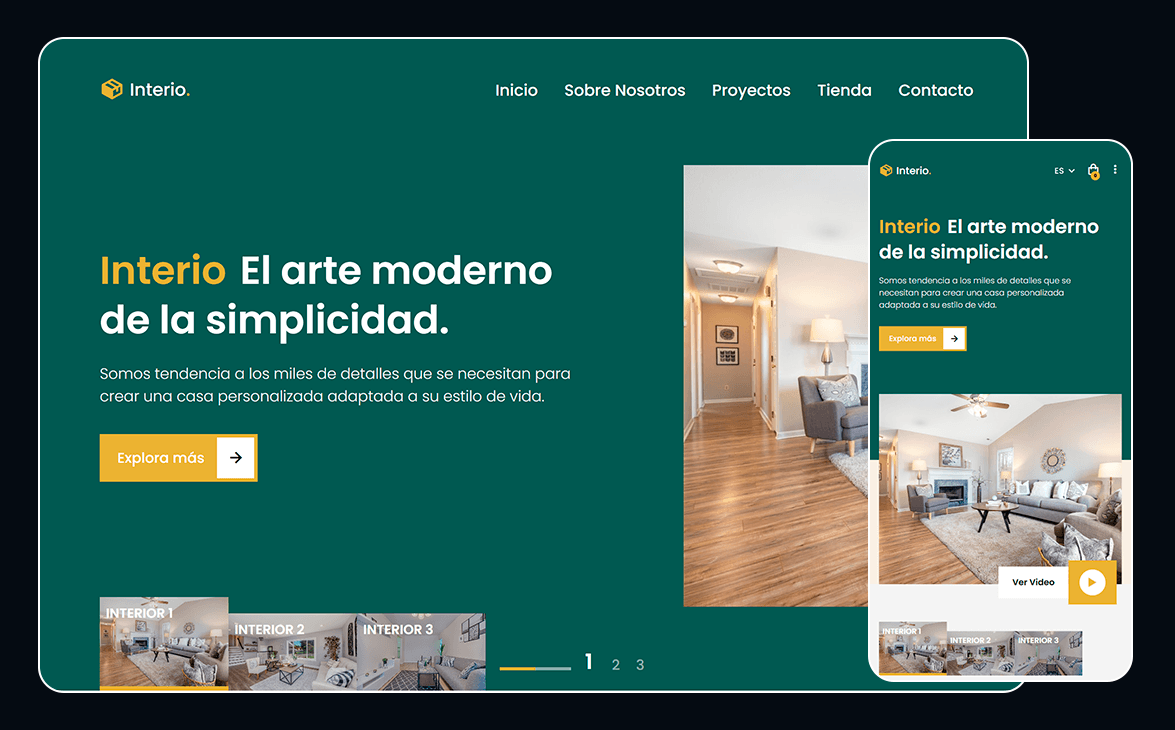 Interio.
Inicio Sobre Nosotros Proyectos Tienda Contacto
Interio El arte moderno
de la simplicidad.
Somos tendencia a los miles de detalles que se necesitan para
crear una casa personalizada adaptada a su estilo de vida.
Explora más
INTERIOR 1
INTERIOR 2
INTERIOR 3
1 2 3
Interio.
ES
0
Interio El arte moderno
de la simplicidad.
Somos tendencia a los miles de detalles que se
necesitan para crear una casa personalizada
adaptada a su estilo de vida.
Explora más
Ver Video
INTERIOR 1
INTERIOR 2
INTERIOR 3